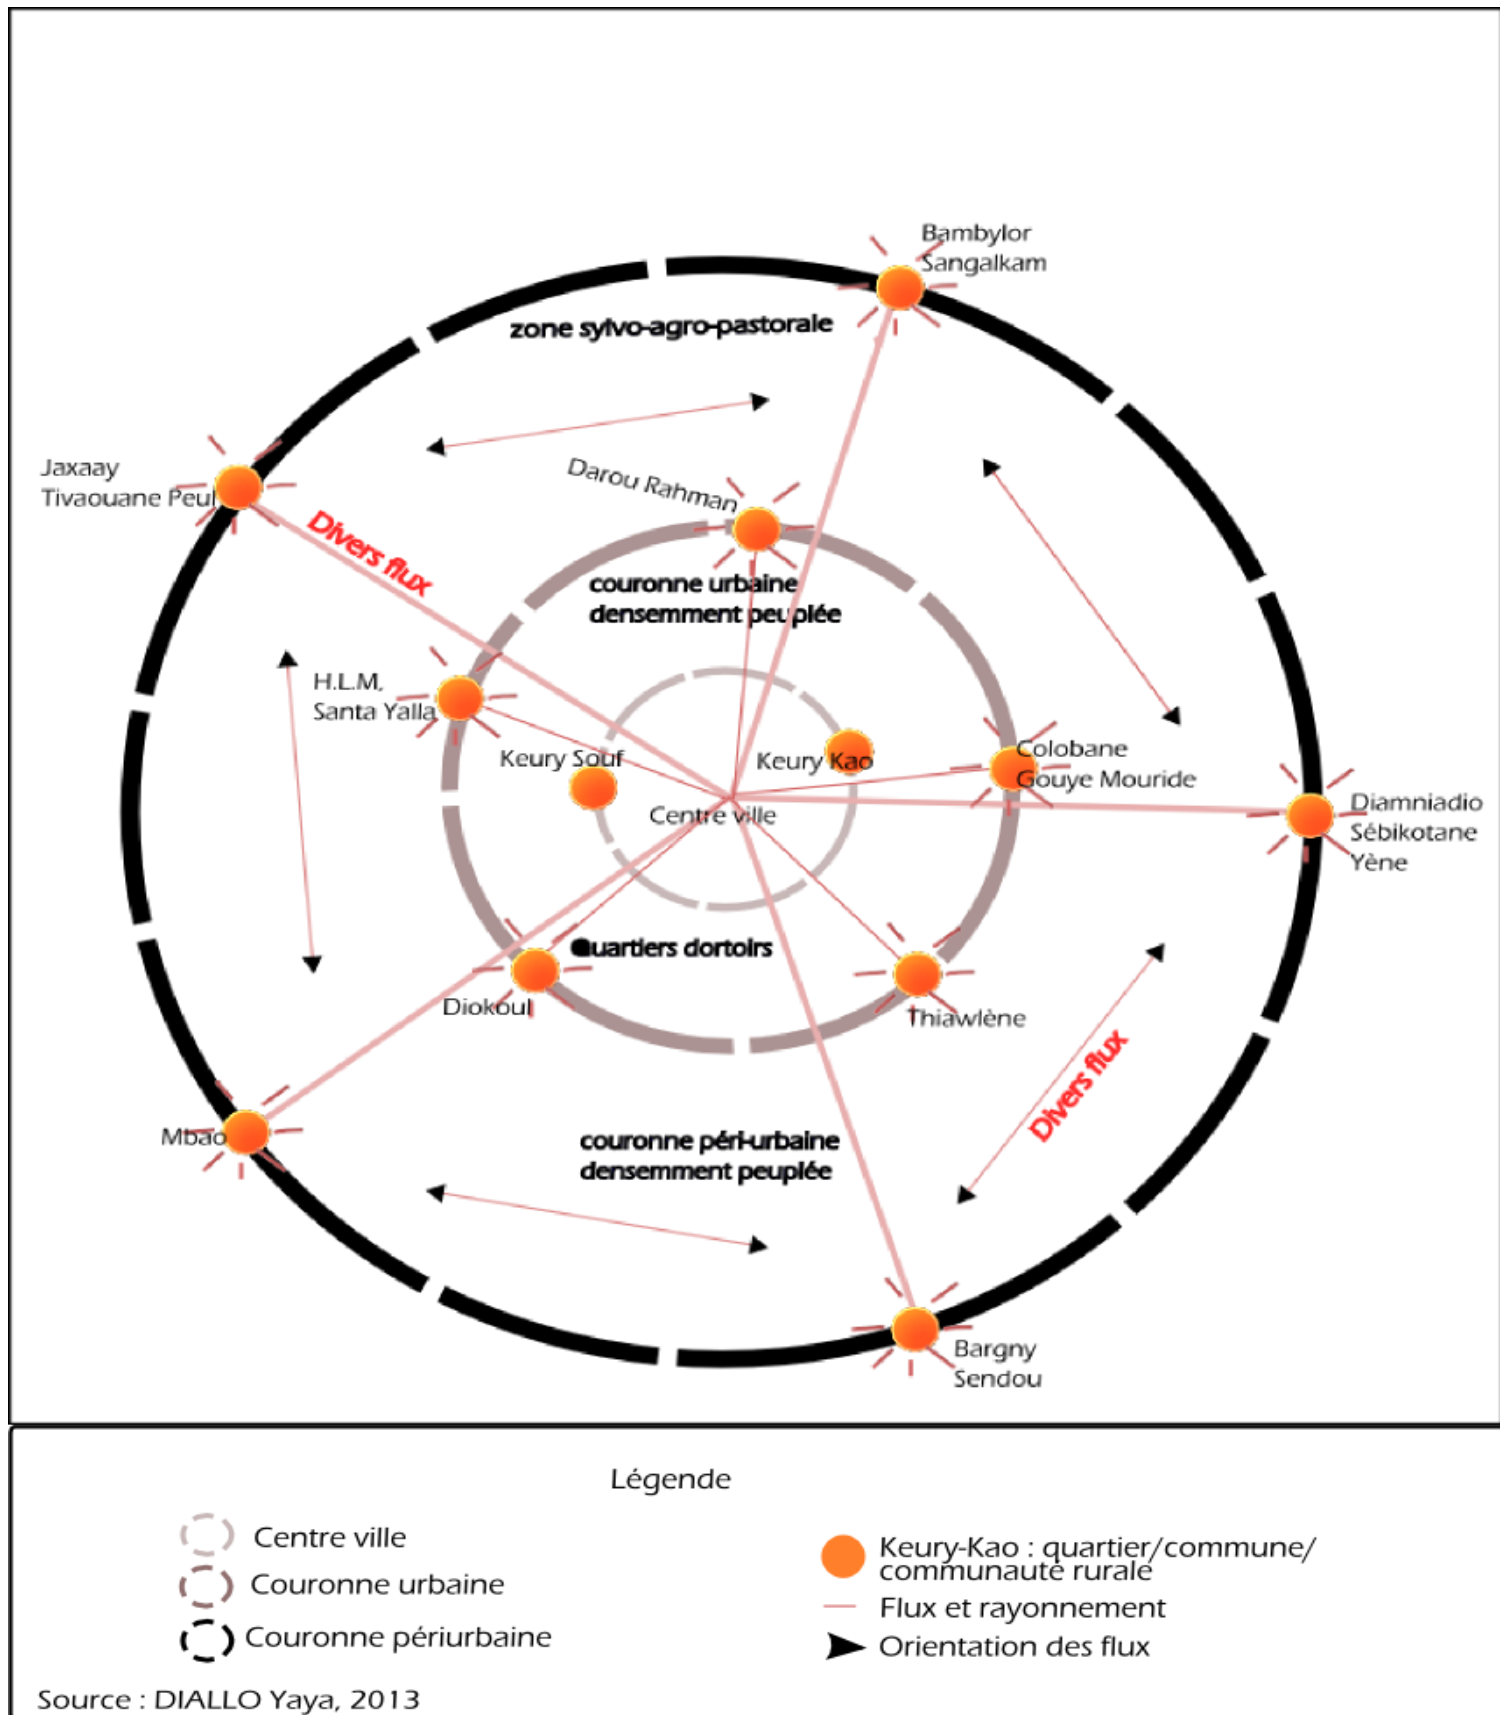 Bambylor
Sangalkam
zone sylvo-agro-pastorale
Jaxaay
Tivaouane Peul
Darou Rahman
Divers flux
couronne urbaine
densemment peuplée
H.L.M,
Santa Yalla
Keury Souf
Keury Kao
Colobane
Gouye Mouride
Centre ville
Diamniadio
Sébikotane
Yène
Quartiers dortoirs
Diokoul
Thiawlène
Divers flux
Mbao
couronne péri-urbaine
densemment peuplée
Bargny
Sendou
Légende
Centre ville
Couronne urbaine
Couronne périurbaine
Keury-Kao : quartier/commune/
communauté rurale
Flux et rayonnement
Orientation des flux
Source : DIALLO Yaya, 2013